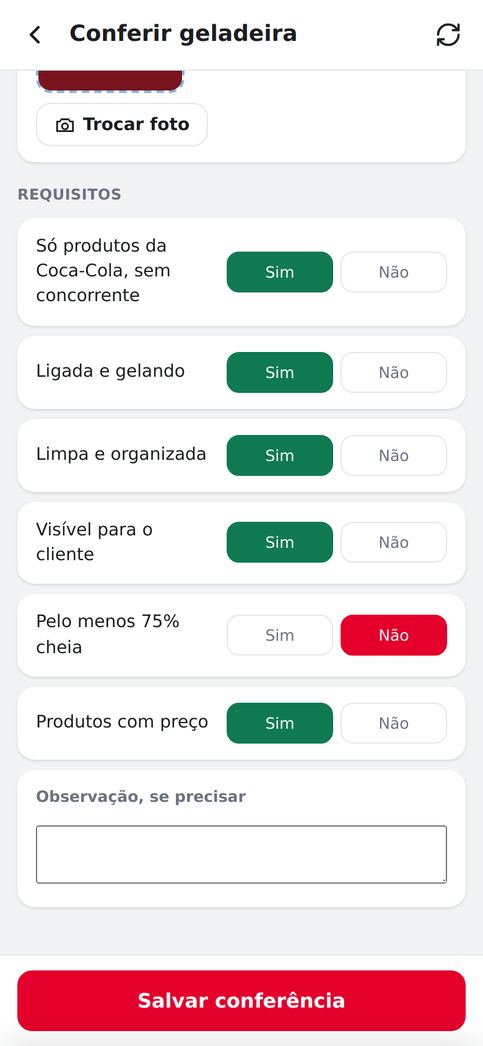 Conferir geladeira
Trocar foto
REQUISITOS
Só produtos da
Coca-Cola, sem
concorrente
Sim
Não
Ligada e gelando
Sim
Não
Limpa e organizada
Sim
Não
Visível para o
cliente
Sim
Não
Pelo menos 75%
cheia
Sim
Não
Produtos com preço
Sim
Não
Observação, se precisar
Salvar conferência